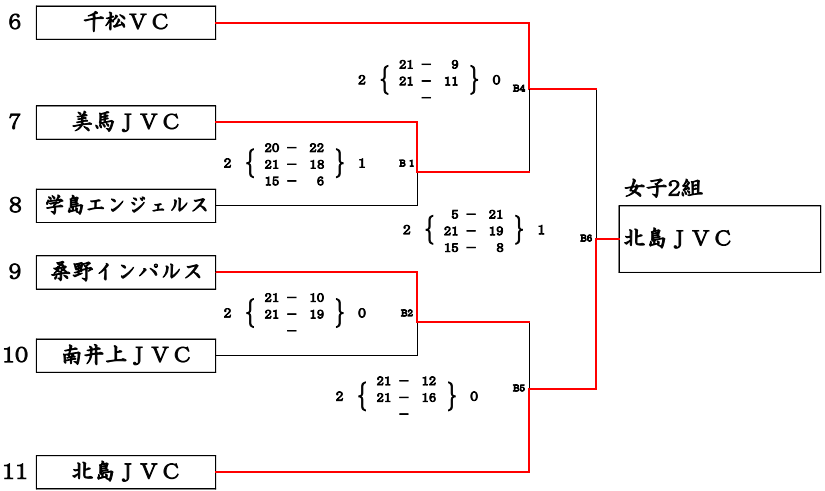 6 千松ＶＣ
2 { 21 － 9 } 0
21 － 11
－
B4
7 美馬ＪＶＣ
2 { 20 － 22 } 1
21 － 18
15 － 6
B1
8 学島エンジェルス
女子2組
北島ＪＶＣ
2 { 5 － 21 } 1
21 － 19
15 － 8
B6
9 桑野インパルス
2 { 21 － 10 } 0
21 － 19
－
B2
10 南井上ＪＶＣ
2 { 21 － 12 } 0
21 － 16
－
B5
11 北島ＪＶＣ